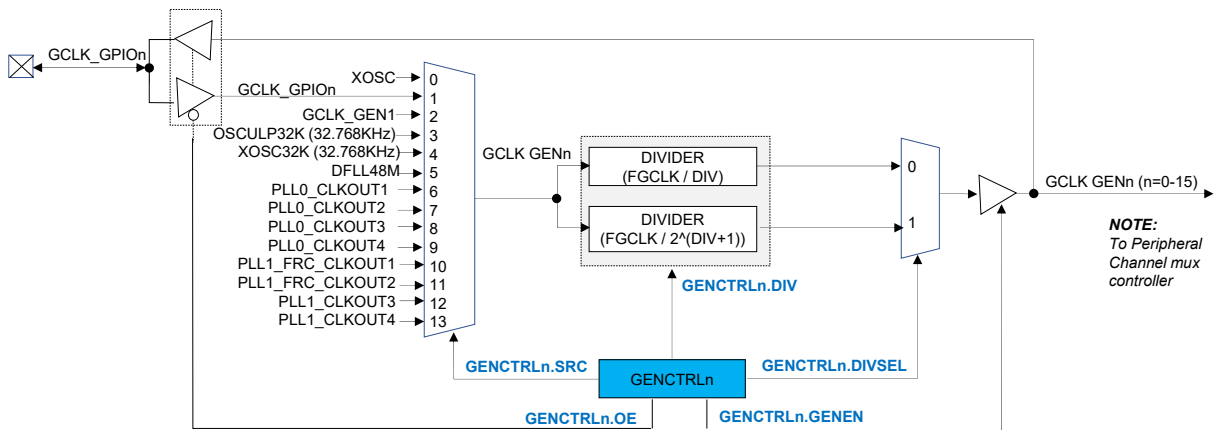 GCLK_GPIOn
XOSC
0
GCLK_GPIOn
1
GCLK_GEN1
2
OSCULP32K (32.768KHz)
3
XOSC32K (32.768KHz)
4
DFLL48M
5
PLL0_CLKOUT1
6
PLL0_CLKOUT2
7
PLL0_CLKOUT3
8
PLL0_CLKOUT4
9
PLL1_FRC_CLKOUT1
10
PLL1_FRC_CLKOUT2
11
PLL1_CLKOUT3
12
PLL1_CLKOUT4
13
GCLK GENn
DIVIDER
(FGCLK / DIV)
DIVIDER
(FGCLK / 2^(DIV+1))
0
1
GCLK GENn (n=0-15)
NOTE:
To Peripheral
Channel mux
controller
GENCTRLn.DIV
GENCTRLn.SRC
GENCTRLn
GENCTRLn.DIVSEL
GENCTRLn.OE
GENCTRLn.GENEN